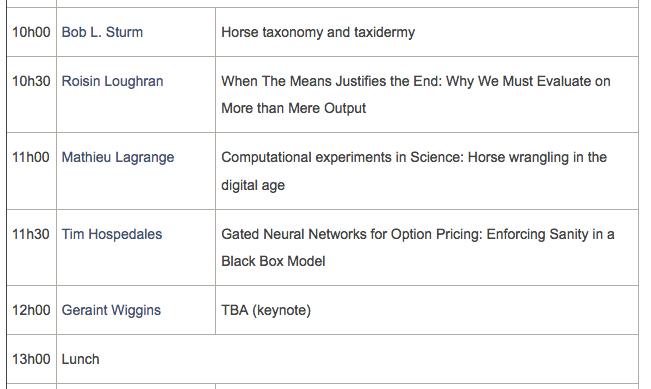 10h00 Bob L. Sturm Horse taxonomy and taxidermy
10h30 Roisin Loughran When The Means Justifies the End: Why We Must Evaluate on
More than Mere Output
11h00 Mathieu Lagrange Computational experiments in Science: Horse wrangling in the
digital age
11h30 Tim Hospedales Gated Neural Networks for Option Pricing: Enforcing Sanity in a
Black Box Model
12h00 Geraint Wiggins TBA (keynote)
13h00 Lunch